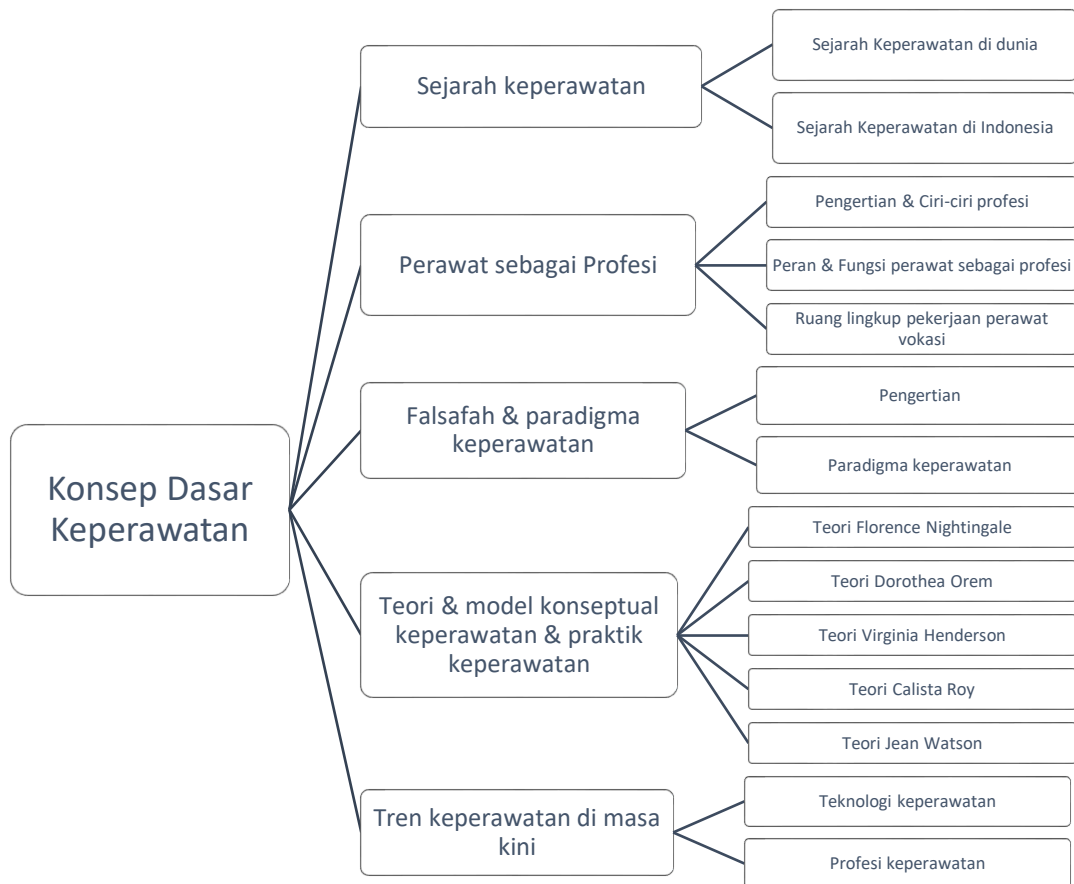 Konsep Dasar
Keperawatan
Sejarah keperawatan
Sejarah Keperawatan di dunia
Sejarah Keperawatan di Indonesia
Perawat sebagai Profesi
Pengertian & Ciri-ciri profesi
Peran & Fungsi perawat sebagai profesi
Ruang lingkup pekerjaan perawat
vokasi
Falsafah & paradigma
keperawatan
Pengertian
Paradigma keperawatan
Teori & model konseptual
keperawatan & praktik
keperawatan
Teori Florence Nightingale
Teori Dorothea Orem
Teori Virginia Henderson
Teori Calista Roy
Teori Jean Watson
Tren keperawatan di masa
kini
Teknologi keperawatan
Profesi keperawatan